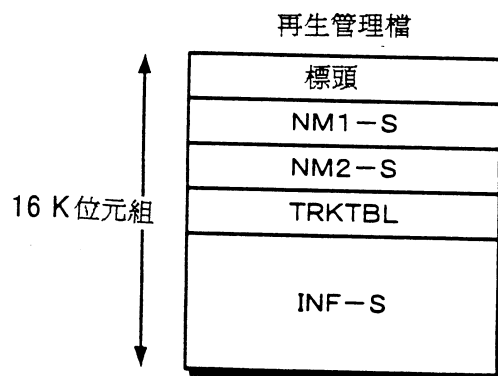 再生管理檔
標頭
NM1-S
NM2-S
16 K位元組
TRKTBL
INF-S